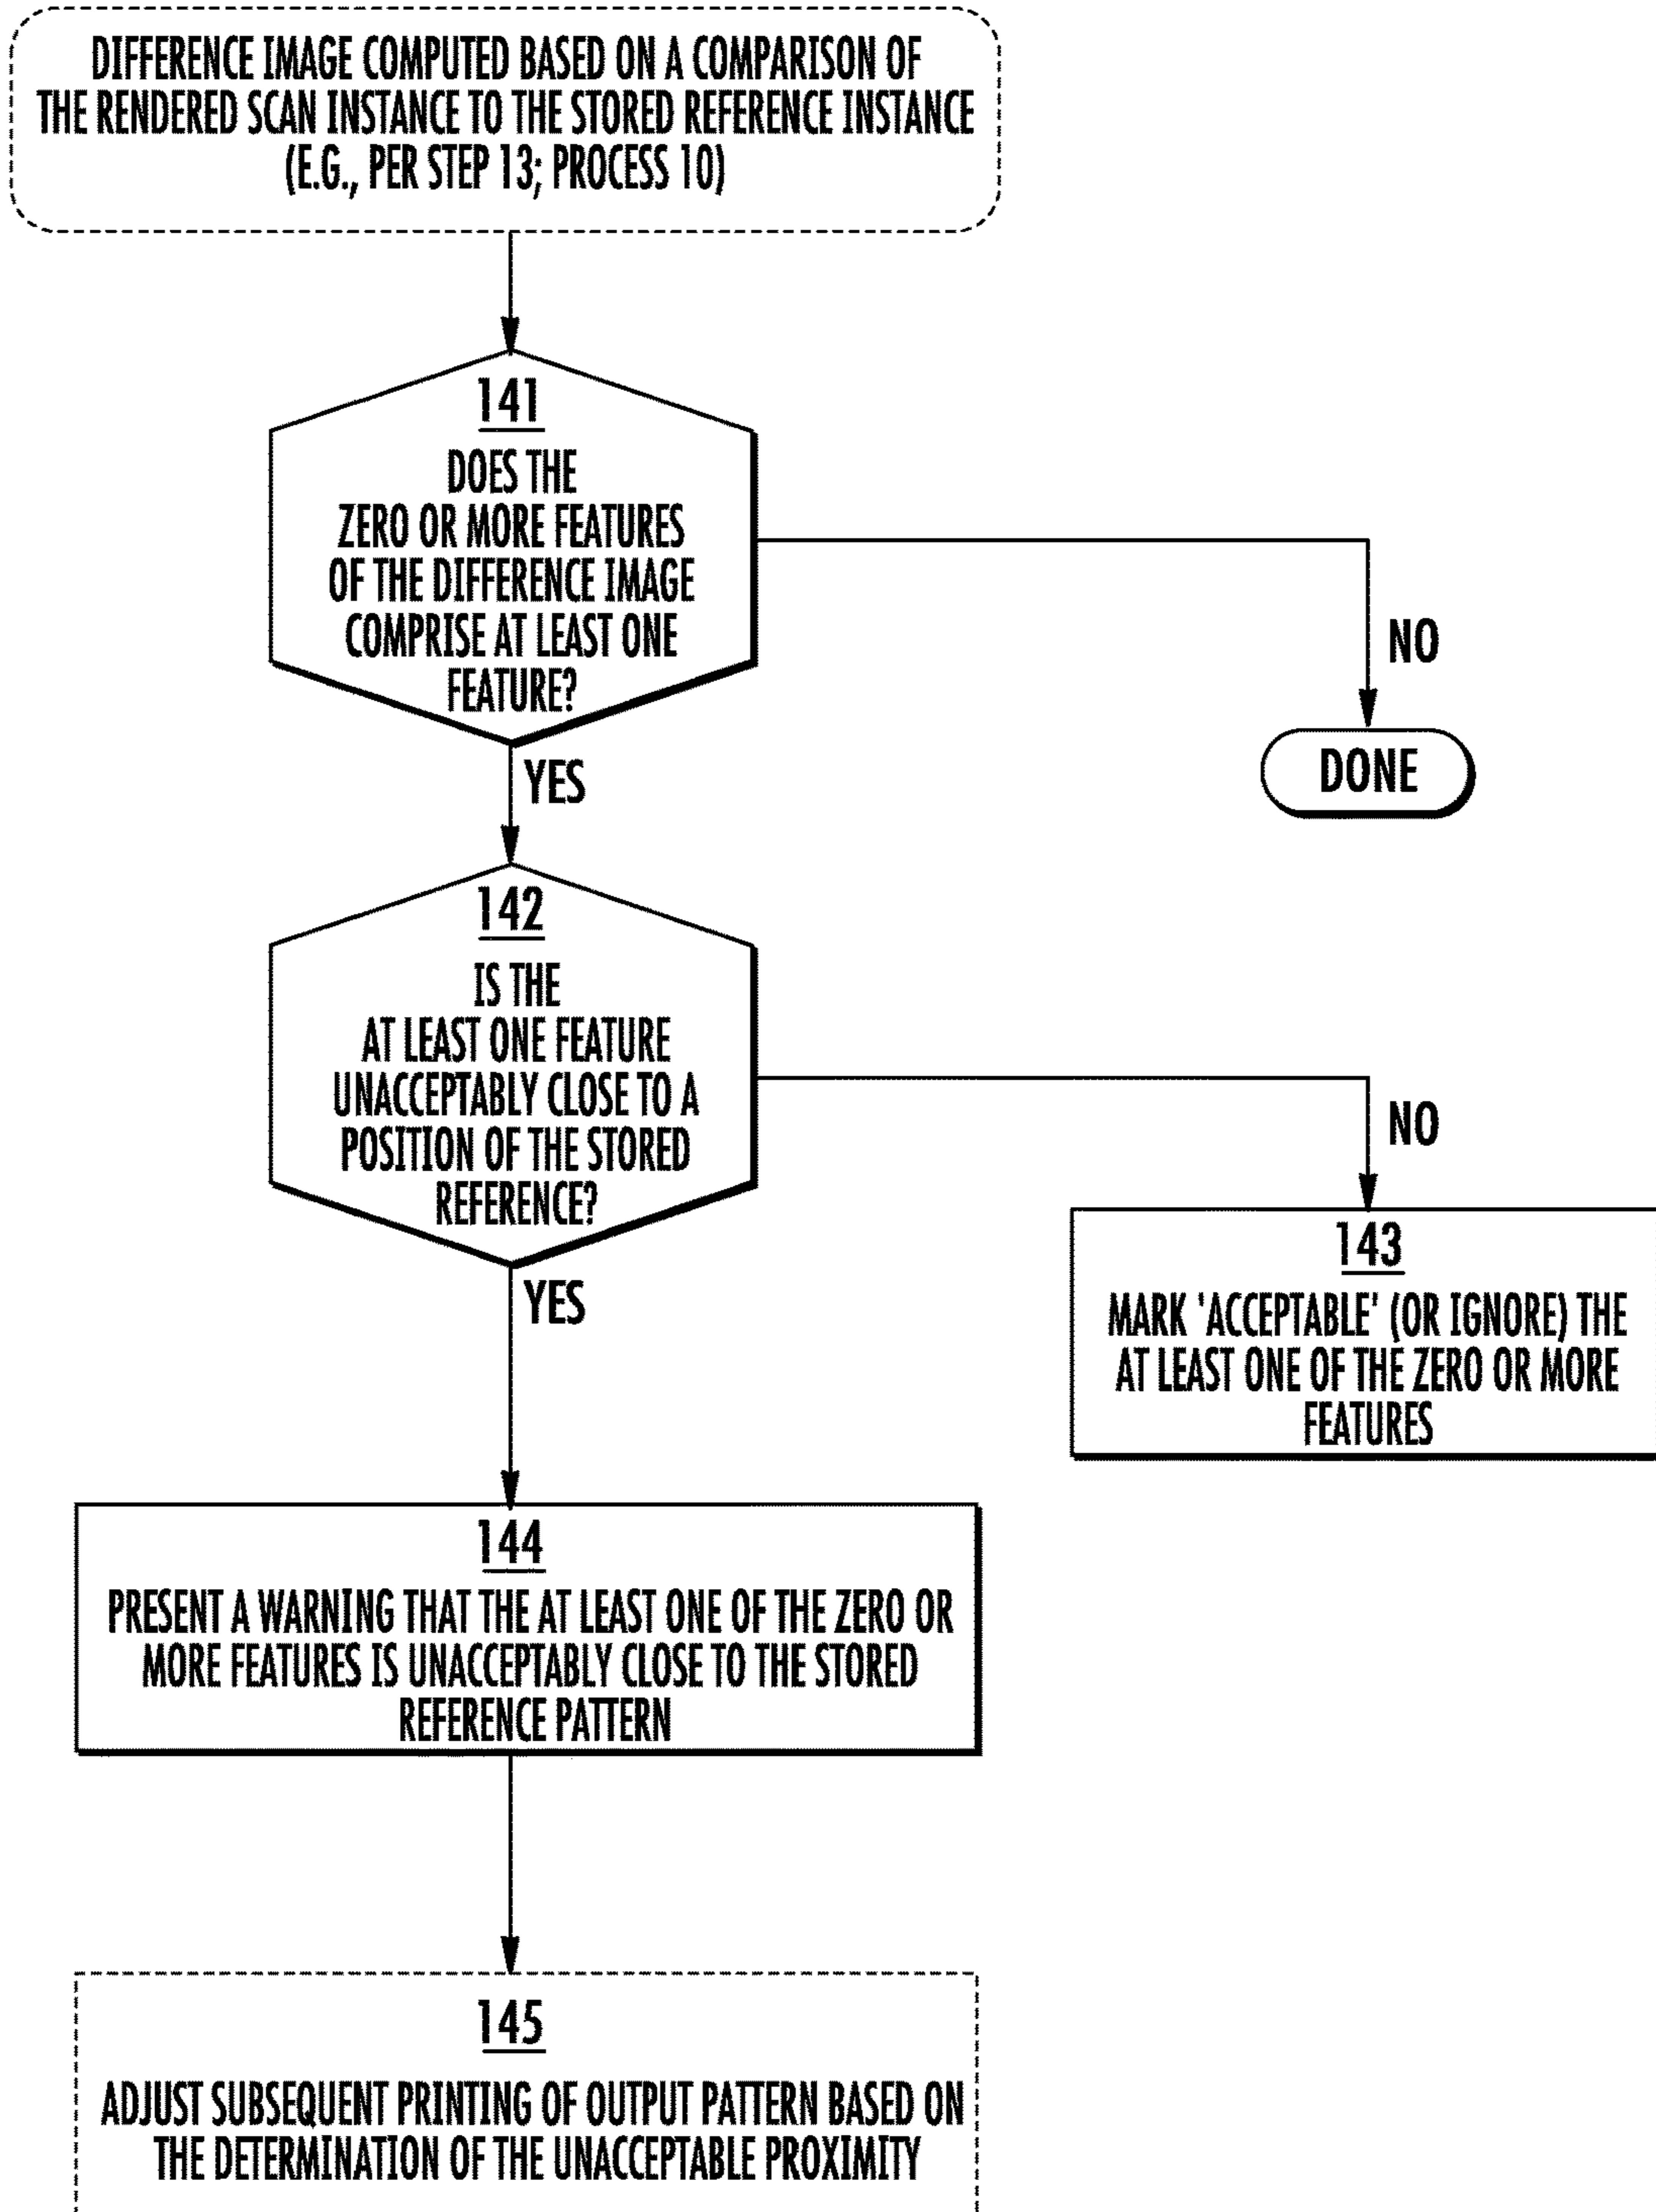 DIFFERENCE IMAGE COMPUTED BASED ON A COMPARISON OF
THE RENDERED SCAN INSTANCE TO THE STORED REFERENCE INSTANCE
(E.G., PER STEP 13; PROCESS 10)
141
DOES THE
ZERO OR MORE FEATURES
OF THE DIFFERENCE IMAGE
COMPRISE AT LEAST ONE
FEATURE?
NO
DONE
YES
142
IS THE
AT LEAST ONE FEATURE
UNACCEPTABLY CLOSE TO A
POSITION OF THE STORED
REFERENCE?
NO
143
MARK 'ACCEPTABLE' (OR IGNORE) THE
AT LEAST ONE OF THE ZERO OR MORE
FEATURES
YES
144
PRESENT A WARNING THAT THE AT LEAST ONE OF THE ZERO OR
MORE FEATURES IS UNACCEPTABLY CLOSE TO THE STORED
REFERENCE PATTERN
145
ADJUST SUBSEQUENT PRINTING OF OUTPUT PATTERN BASED ON
THE DETERMINATION OF THE UNACCEPTABLE PROXIMITY